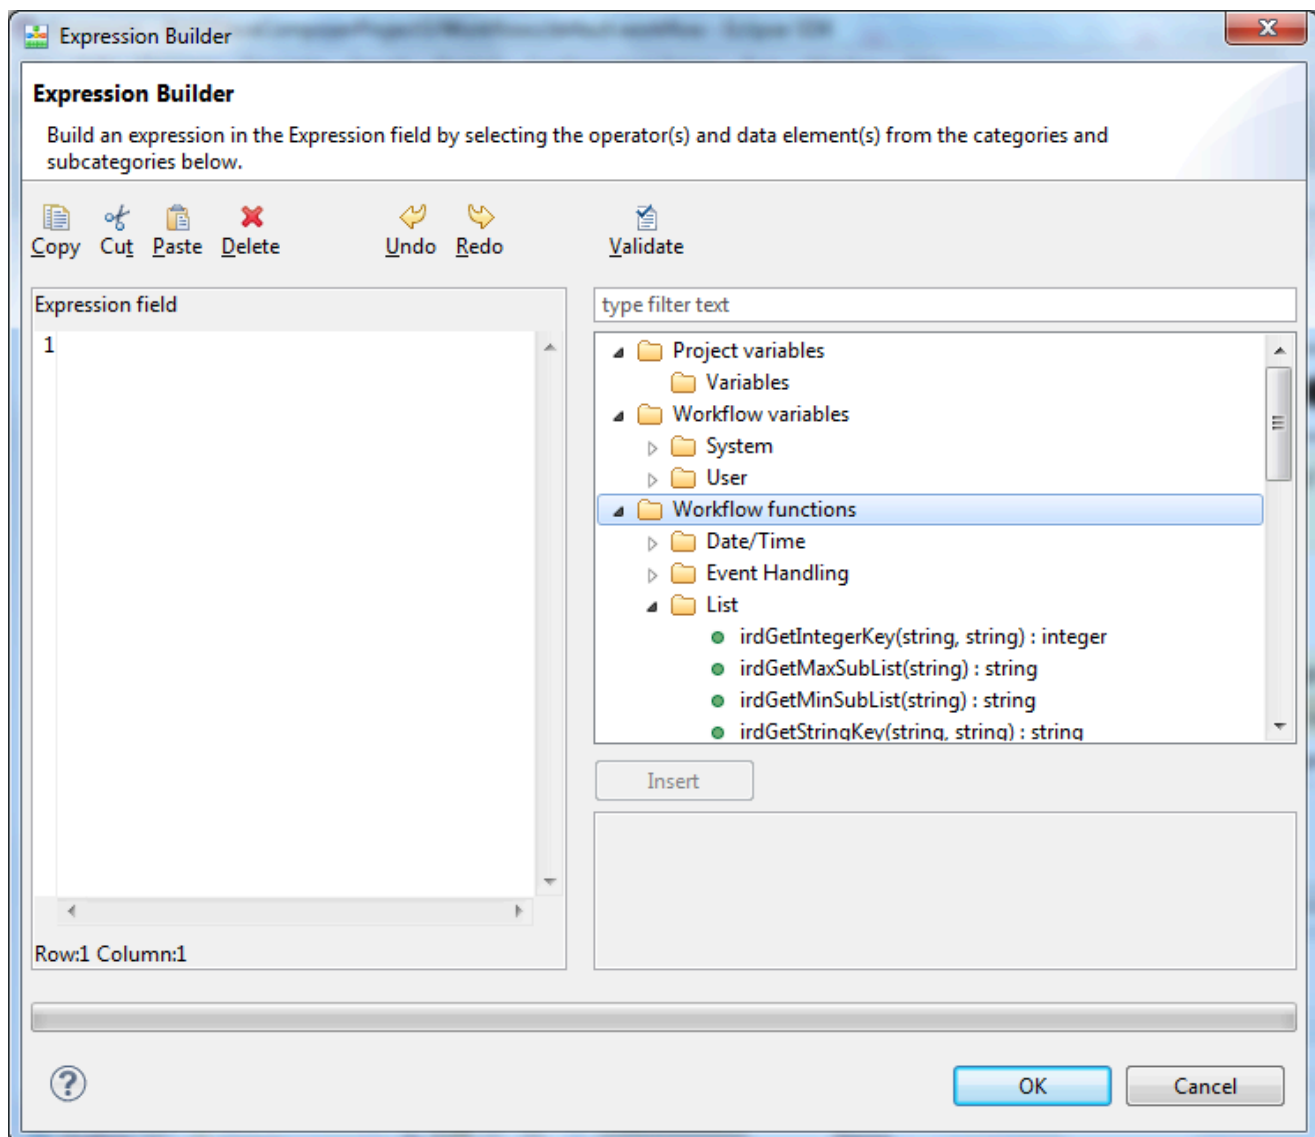 Expression Builder
X
Expression Builder
Build an expression in the Expression field by selecting the operator(s) and data element(s) from the categories and
subcategories below.
Copy Cut Paste Delete Undo Redo Validate
Expression field
1
Row:1 Column:1
type filter text
Project variables
Variables
Workflow variables
System
User
Workflow functions
Date/Time
Event Handling
List
irdGetIntegerKey(string, string) : integer
irdGetMaxSubList(string) : string
irdGetMinSubList(string) : string
irdGetStringKey(string, string) : string
Insert
?
OK Cancel